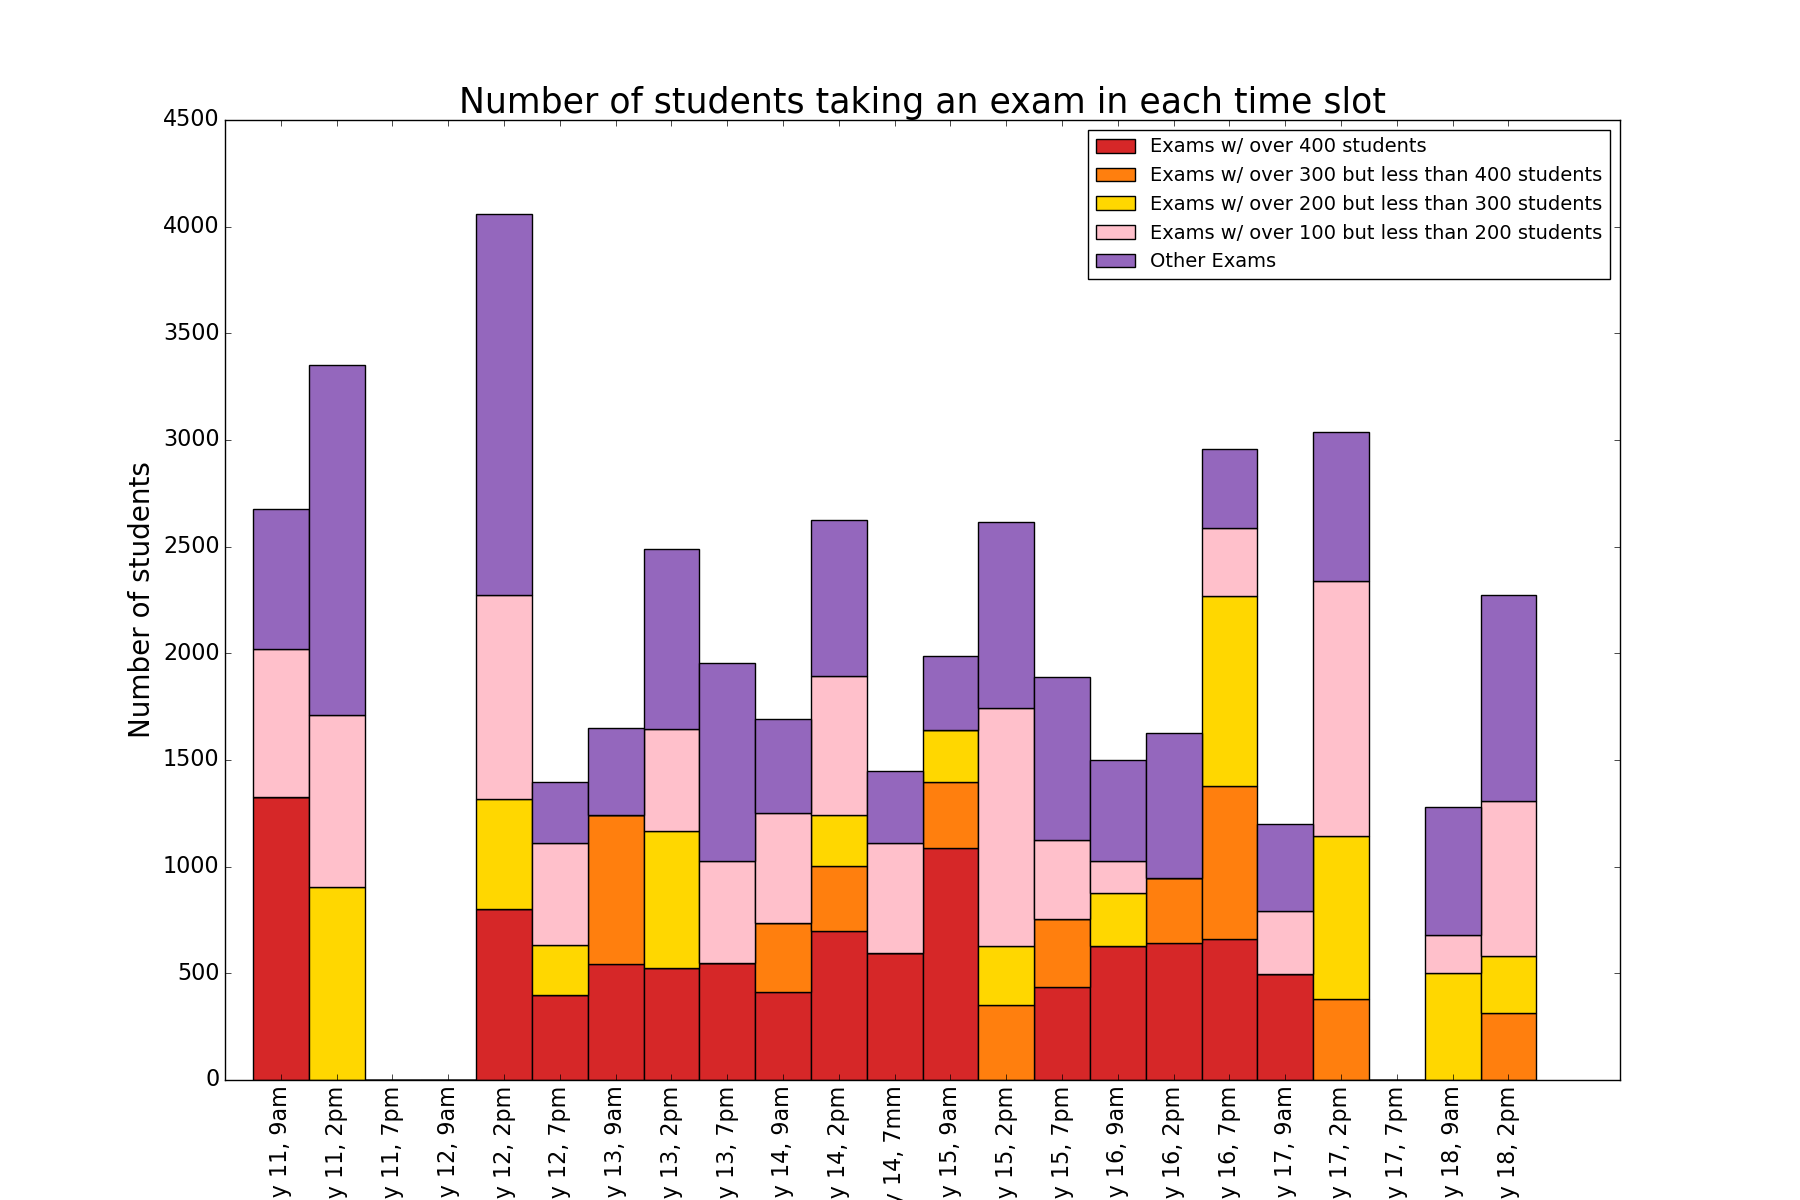 Number of students taking an exam in each time slot
Exams w/ over 400 students
Exams w/ over 300 but less than 400 students
Exams w/ over 200 but less than 300 students
Exams w/ over 100 but less than 200 students
Other Exams
Number of students
4500
4000
3500
3000
2500
2000
1500
1000
500
0
y 11, 9am
y 11, 2pm
y 11, 7pm
y 12, 9am
y 12, 2pm
y 12, 7pm
y 13, 9am
y 13, 2pm
y 13, 7pm
y 14, 9am
y 14, 2pm
y 14, 7mm
y 15, 9am
y 15, 2pm
y 15, 7pm
y 16, 9am
y 16, 2pm
y 16, 7pm
y 17, 9am
y 17, 2pm
y 17, 7pm
y 18, 9am
y 18, 2pm